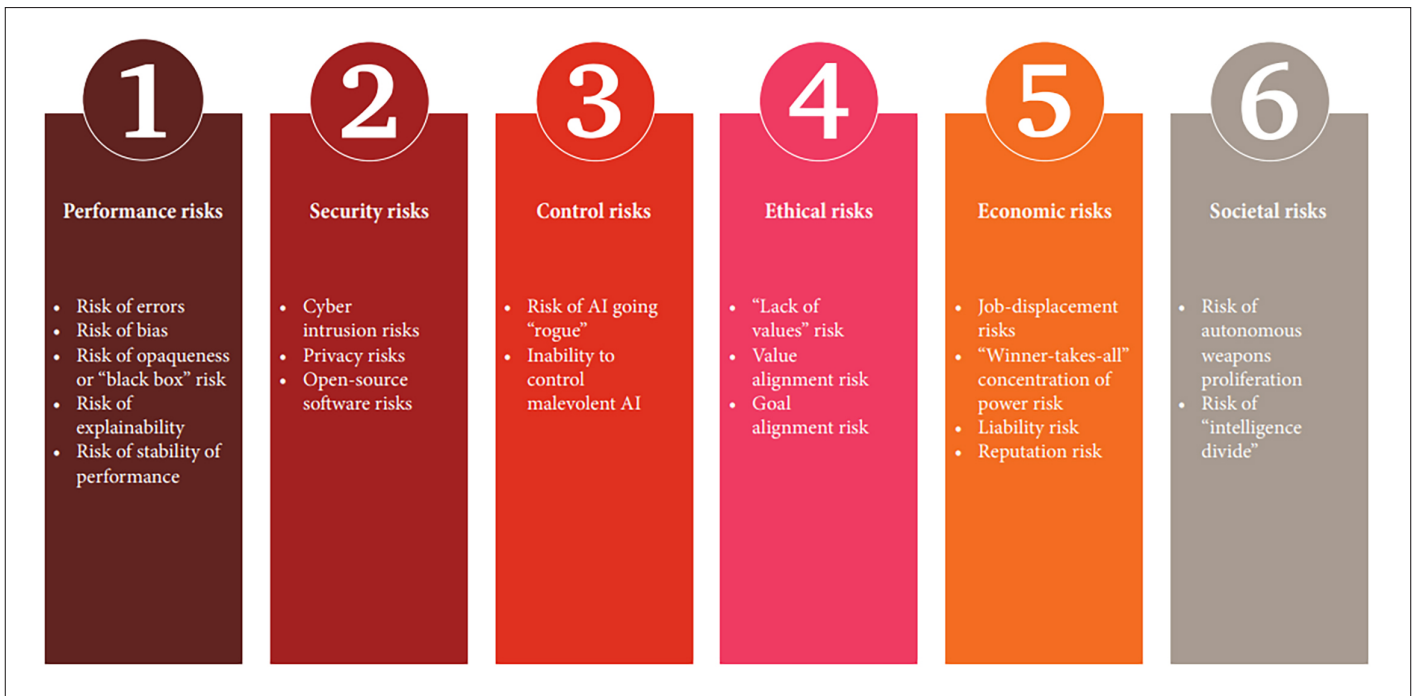 1
Performance risks
• Risk of errors
• Risk of bias
• Risk of opaqueness
or “black box” risk
• Risk of
explainability
• Risk of stability of
performance
2
Security risks
• Cyber
intrusion risks
• Privacy risks
• Open-source
software risks
3
Control risks
• Risk of AI going
“rogue”
• Inability to
control
malevolent AI
4
Ethical risks
• “Lack of
values” risk
• Value
alignment risk
• Goal
alignment risk
5
Economic risks
• Job-displacement
risks
• “Winner-takes-all”
concentration of
power risk
• Liability risk
• Reputation risk
6
Societal risks
• Risk of
autonomous
weapons
proliferation
• Risk of
“intelligence
divide”